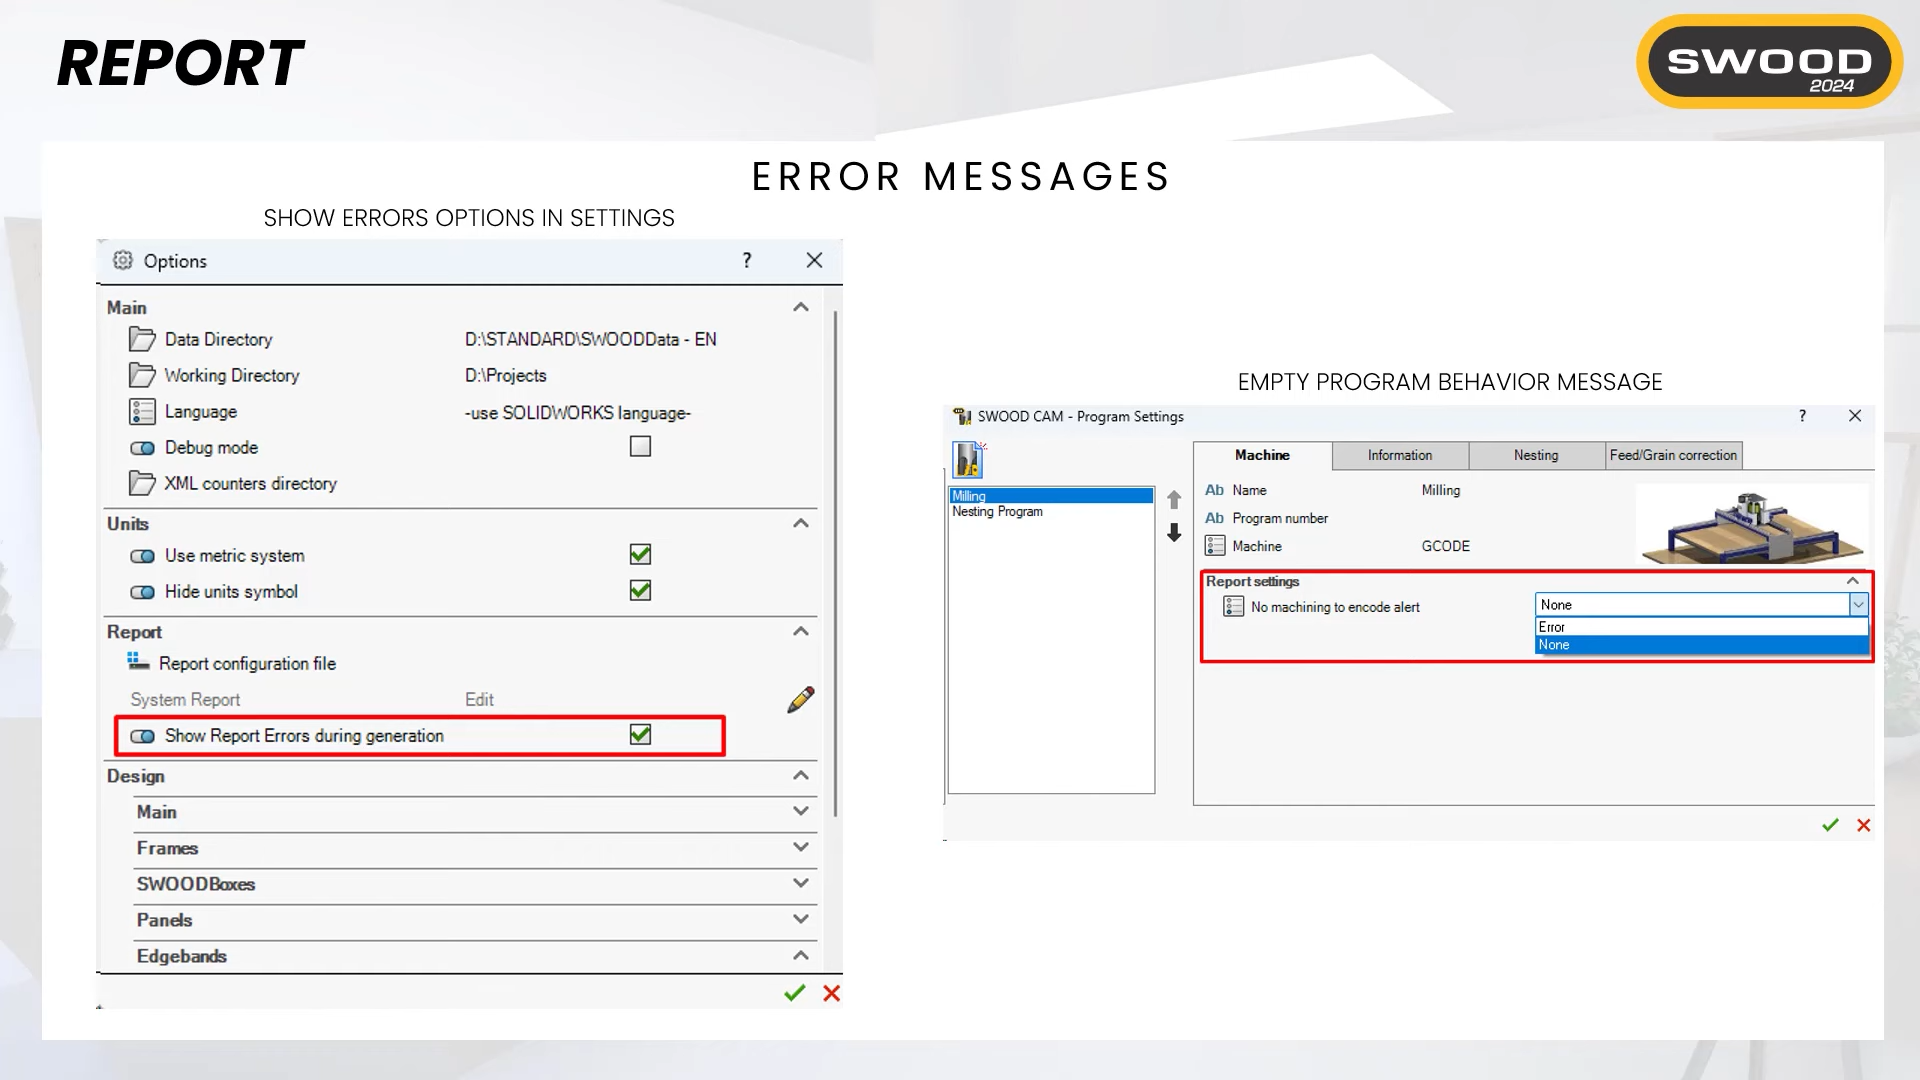 REPORT
SWOOD
2024
ERROR MESSAGES
SHOW ERRORS OPTIONS IN SETTINGS
Options ?
Main
Data Directory D:\STANDARD\SWOODData - EN
Working Directory D:\Projects
Language -use SOLIDWORKS language-
Debug mode
XML counters directory
Units
Use metric system
Hide units symbol
Report
Report configuration file
System Report Edit
Show Report Errors during generation
Design
Main
Frames
SWOODBoxes
Panels
Edgebands
EMPTY PROGRAM BEHAVIOR MESSAGE
SWOOD CAM - Program Settings ?
Milling
Nesting Program
Machine Information Nesting Feed/Grain correction
Ab Name Milling
Ab Program number
Machine GCODE
Report settings
No machining to encode alert None
Error
None